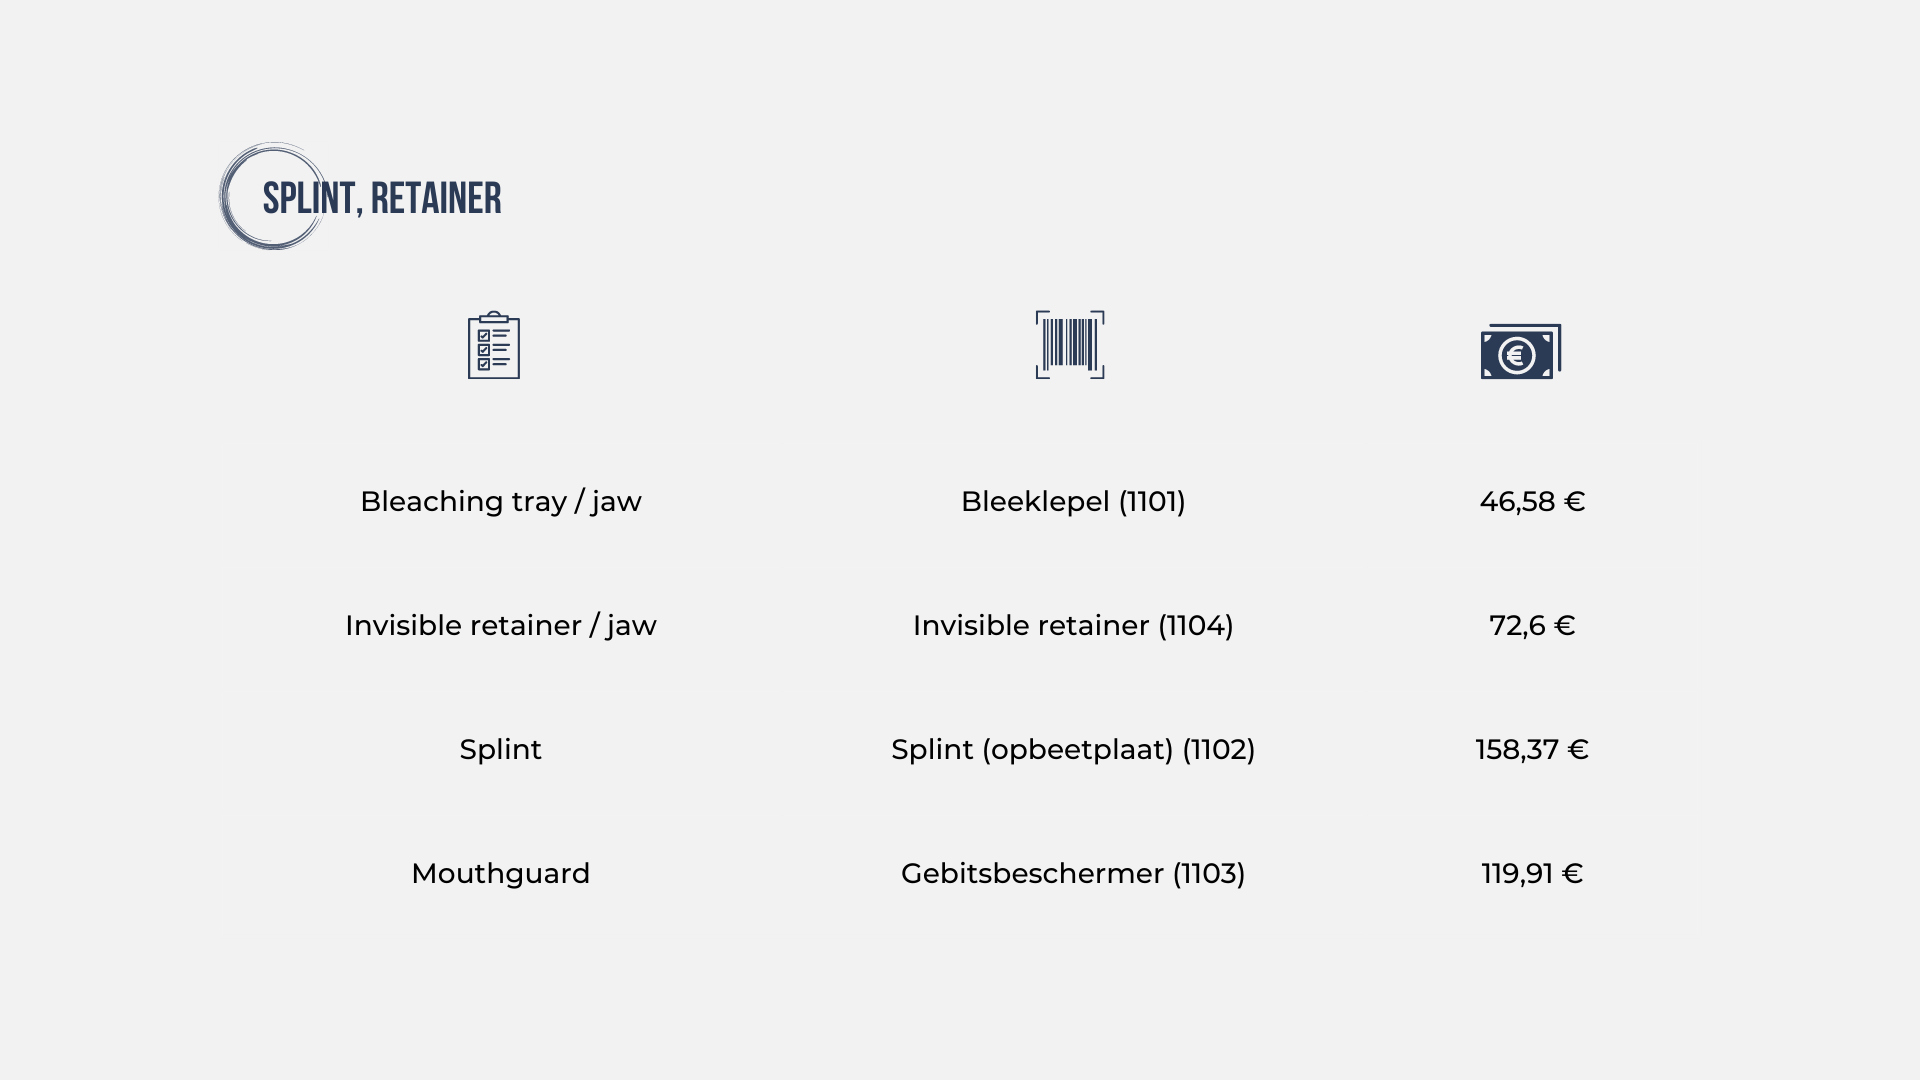 SPLINT, RETAINER
Bleaching tray / jaw Bleeklepel (1101) 46,58 €
Invisible retainer / jaw Invisible retainer (1104) 72,6 €
Splint Splint (opbeetplaat) (1102) 158,37 €
Mouthguard Gebitsbeschermer (1103) 119,91 €